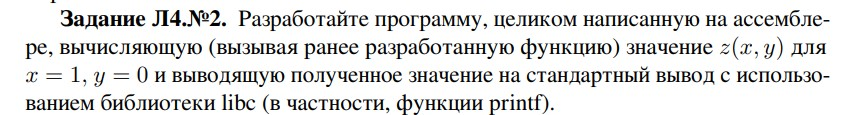 Задание Л4.№2. Разработайте программу, целиком написанную на ассембле-
ре, вычисляющую (вызывая ранее разработанную функцию) значение z(x, y) для
x = 1, y = 0 и выводящую полученное значение на стандартный вывод с использо-
ванием библиотеки libc (в частности, функции printf).